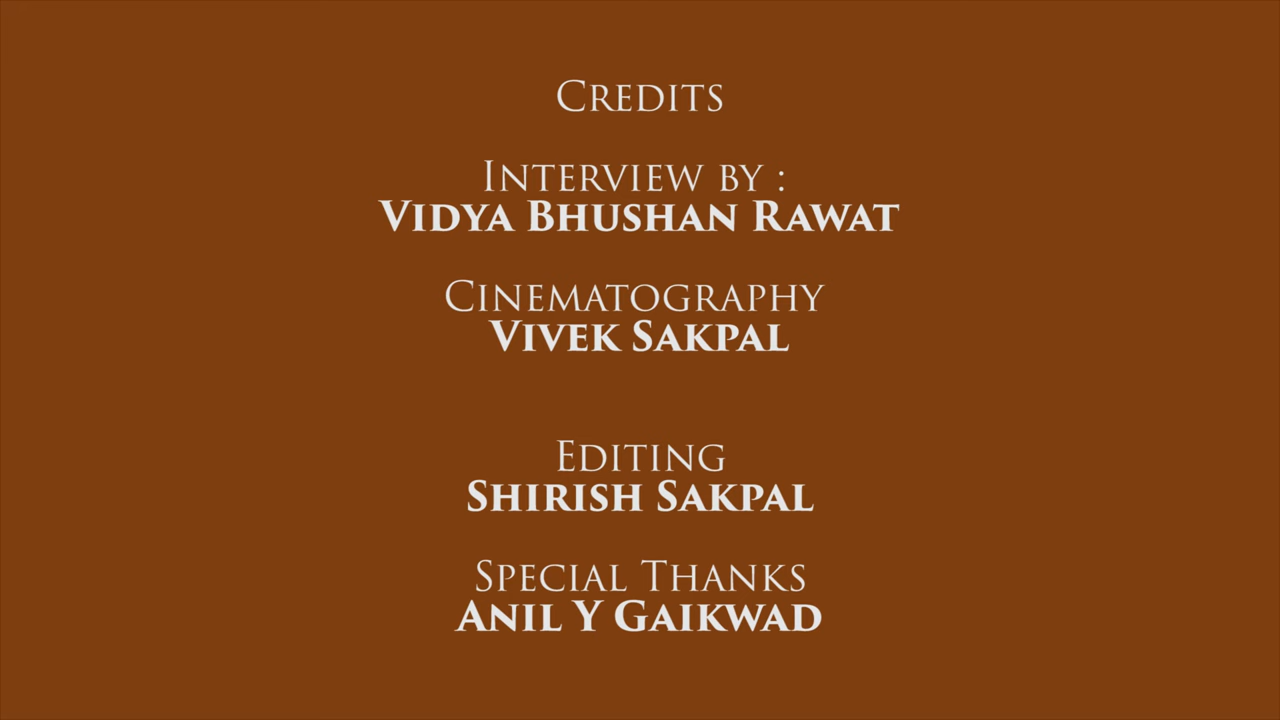 Credits
Interview by :
Vidya Bhushan Rawat
Cinematography
Vivek Sakpal
Editing
Shirish Sakpal
Special Thanks
Anil Y Gaikwad